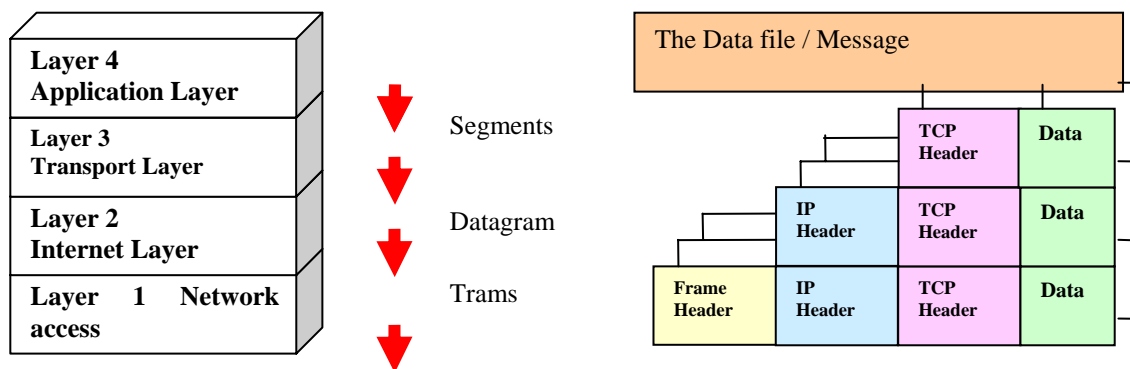 Layer 4
Application Layer
Layer 3
Transport Layer
Layer 2
Internet Layer
Layer 1 Network
access
Segments
Datagram
Trams
The Data file / Message
TCP
Header
Data
IP
Header
TCP
Header
Data
Frame
Header
IP
Header
TCP
Header
Data